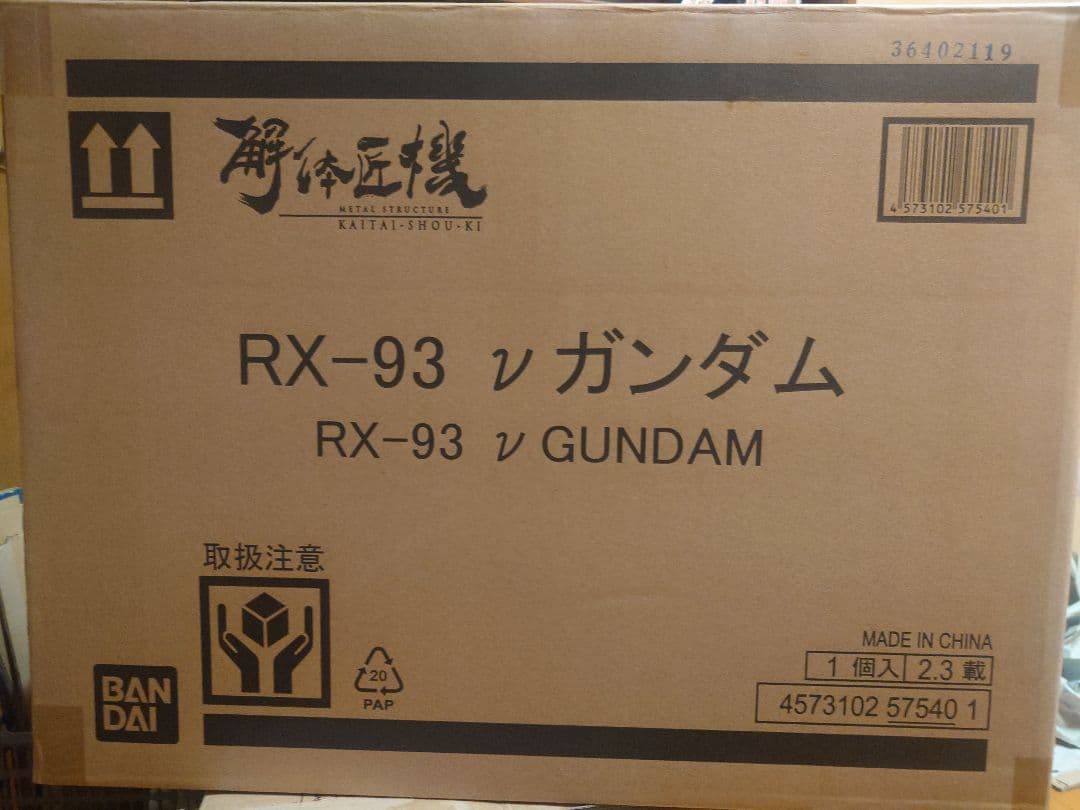 36402119
解体匠機
METAL STRUCTURE
KAITAI-SHOU-KI
4 573102 575401
RX-93 ν ガンダム
RX-93 ν GUNDAM
取扱注意
20
PAP
BAN
DAI
MADE IN CHINA
1 個入 2.3 載
4573102 57540 1